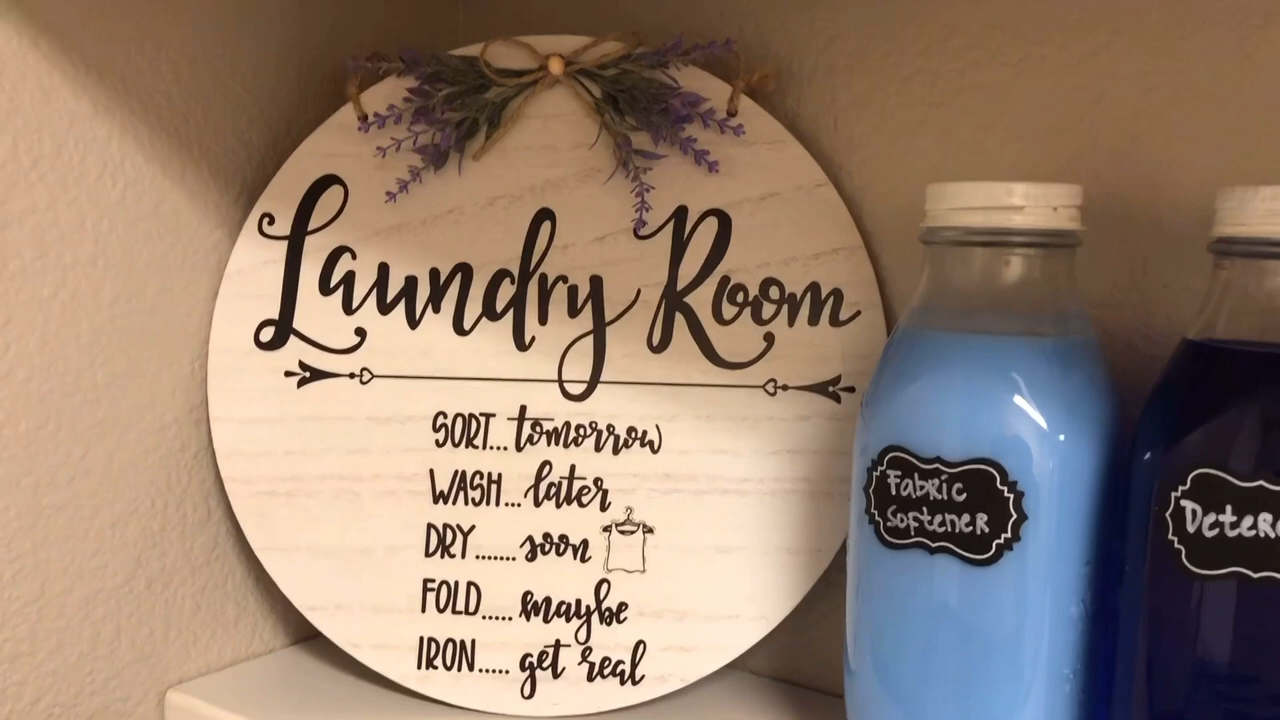 Laundry Room
SORT...tomorrow
WASH...later
DRY.......soon
FOLD.....maybe
IRON.....get real
Fabric
Softener